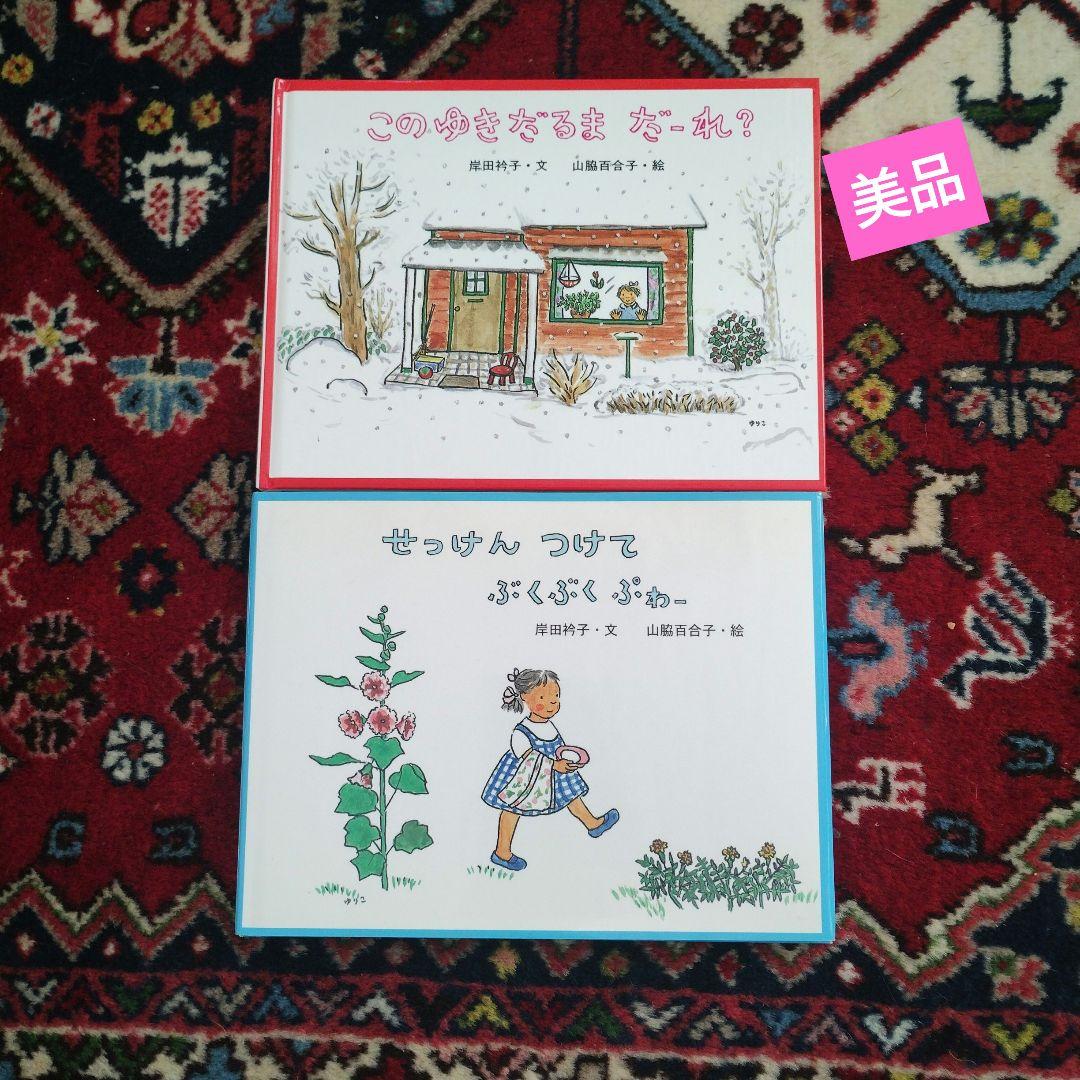 このゆきだるま だーれ?
岸田衿子・文 山脇百合子・絵
美品
ゆりこ
せっけん つけて
ぶくぶく ぷわー
岸田衿子・文 山脇百合子・絵
ゆりこ